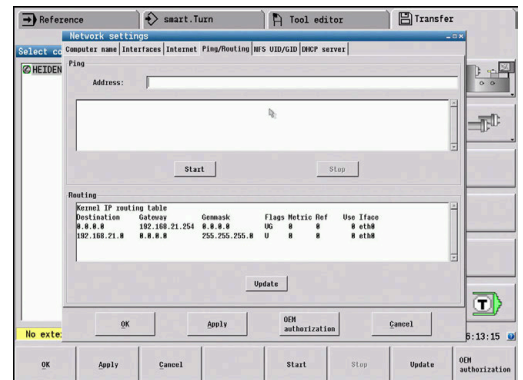 Reference
smart.Turn
Tool editor
Transfer
Network settings
Select co
Computer name Interfaces Internet Ping/Routing NFS UID/GID DHCP server
HEIDEN
Ping
Address:
Start Stop
Routing
Kernel IP routing table
Destination Gateway Genmask Flags Metric Ref Use Iface
0.0.0.0 192.168.21.254 0.0.0.0 UG 0 0 0 eth0
192.168.21.0 0.0.0.0 255.255.255.0 U 0 0 0 eth0
Update
OK Apply OEM authorization Cancel
T
No exte
6:13:15
OK Apply Cancel Start Stop Update OEM authorization